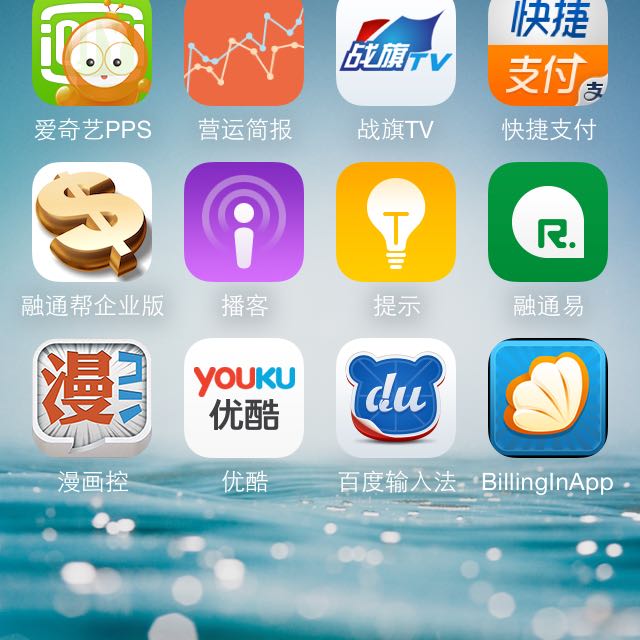 战旗TV
快捷
支付
支
爱奇艺PPS
营运简报
战旗TV
快捷支付
T
R.
融通帮企业版
播客
提示
融通易
漫
YOUKU
优酷
du
漫画控
优酷
百度输入法
BillingInApp